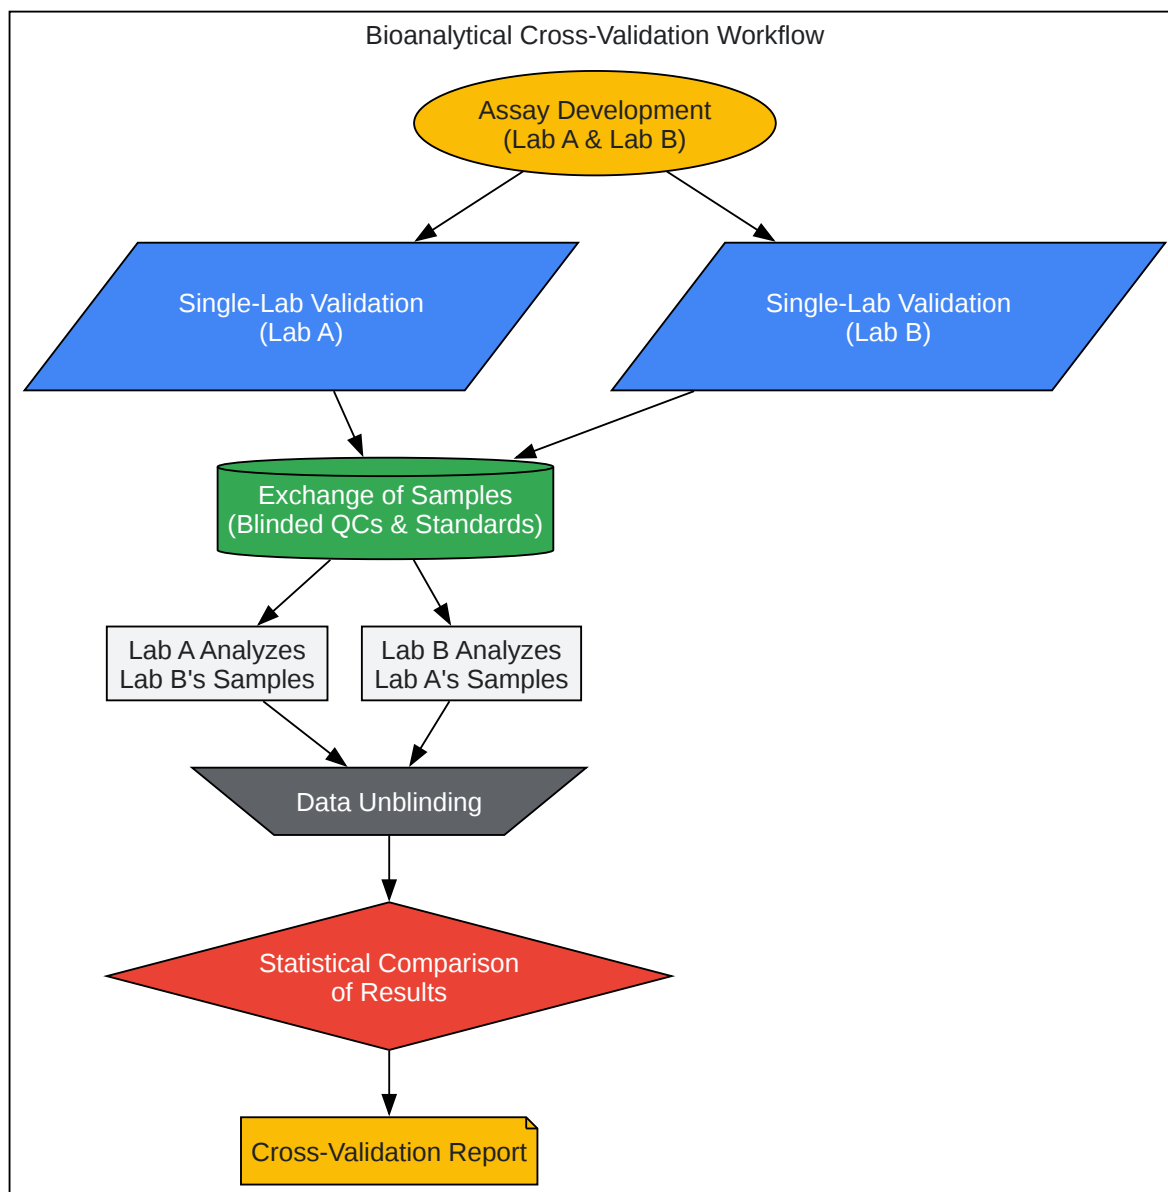 Bioanalytical Cross-Validation Workflow
Assay Development
(Lab A & Lab B)
Single-Lab Validation
(Lab A)
Single-Lab Validation
(Lab B)
Exchange of Samples
(Blinded QCs & Standards)
Lab A Analyzes
Lab B's Samples
Lab B Analyzes
Lab A's Samples
Data Unblinding
Statistical Comparison
of Results
Cross-Validation Report